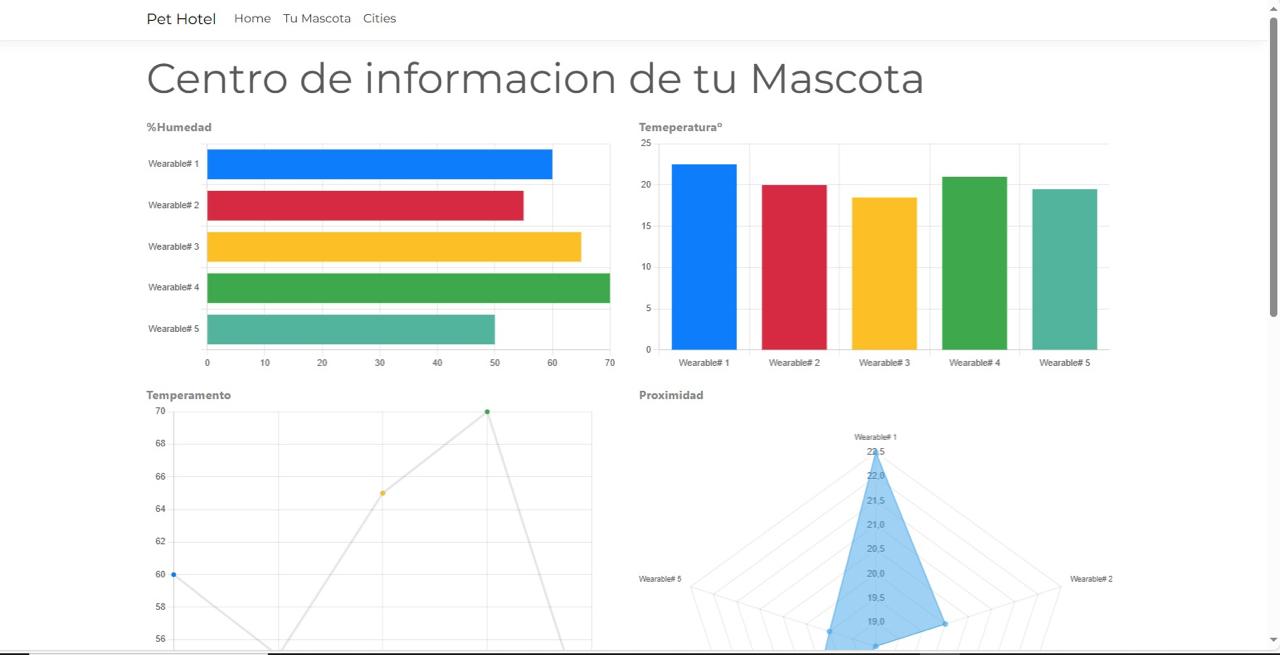 Pet Hotel Home Tu Mascota Cities
Centro de informacion de tu Mascota
%Humedad
Wearable# 1
Wearable# 2
Wearable# 3
Wearable# 4
Wearable# 5
0 10 20 30 40 50 60 70
Temeperaturaº
25
20
15
10
5
0
Wearable# 1 Wearable# 2 Wearable# 3 Wearable# 4 Wearable# 5
Temperamento
70
68
66
64
62
60
58
56
Proximidad
Wearable# 1
22,5
22,0
21,5
21,0
20,5
20,0
19,5
19,0
Wearable# 5 Wearable# 2